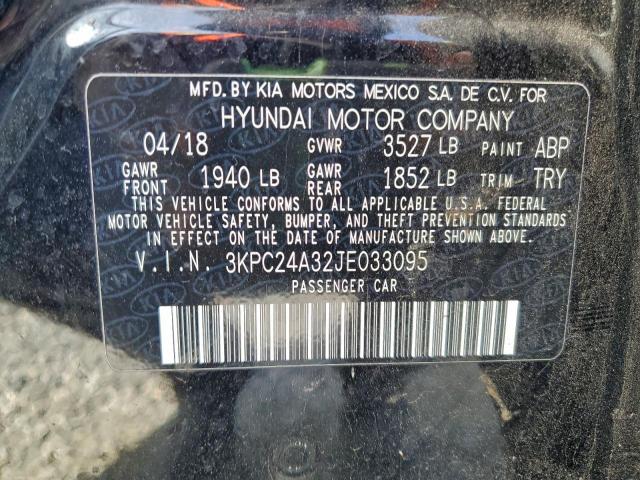 MFD. BY KIA MOTORS MEXICO S.A. DE C.V. FOR
HYUNDAI MOTOR COMPANY
04/18 GVWR 3527 LB PAINT ABP
GAWR FRONT 1940 LB GAWR REAR 1852 LB TRIM TRY
THIS VEHICLE CONFORMS TO ALL APPLICABLE U.S.A. FEDERAL
MOTOR VEHICLE SAFETY, BUMPER, AND THEFT PREVENTION STANDARDS
IN EFFECT ON THE DATE OF MANUFACTURE SHOWN ABOVE.
V.I.N. 3KPC24A32JE033095
PASSENGER CAR